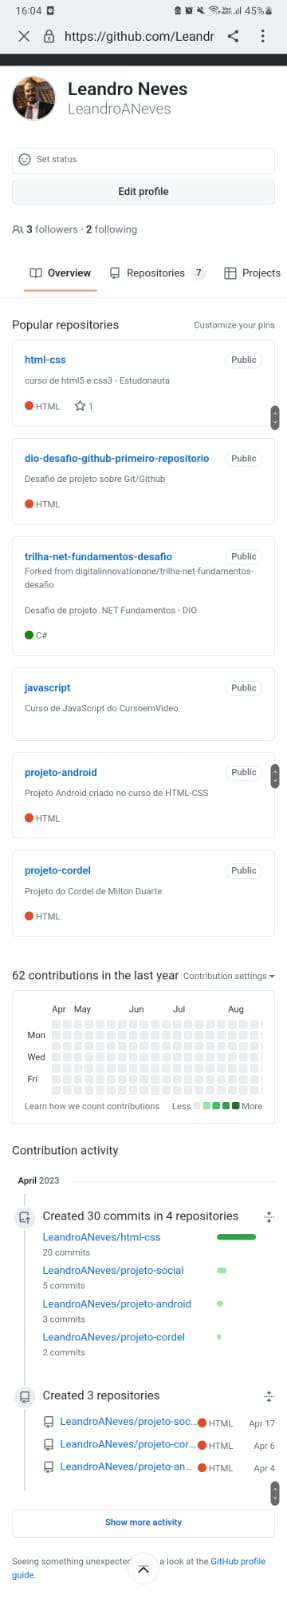 16:04
45%
https://github.com/Leandr
Leandro Neves
LeandroANeves
Set status
Edit profile
3 followers · 2 following
Overview Repositories 7 Projects
Popular repositories Customize your pins
html-css Public
curso de html5 e css3 - Estudonauta
HTML 1
dio-desafio-github-primeiro-repositorio Public
Desafio de projeto sobre Git/Github
HTML
trilha-net-fundamentos-desafio Public
Forked from digitalinnovationone/trilha-net-fundamentos-
desafio
Desafio de projeto .NET Fundamentos - DIO
C#
javascript Public
Curso de JavaScript do CursoemVideo
projeto-android Public
Projeto Android criado no curso de HTML-CSS
HTML
projeto-cordel Public
Projeto do Cordel de Milton Duarte
HTML
62 contributions in the last year Contribution settings
Apr May Jun Jul Aug
Mon
Wed
Fri
Learn how we count contributions Less More
Contribution activity
April 2023
Created 30 commits in 4 repositories
LeandroANeves/html-css
20 commits
LeandroANeves/projeto-social
5 commits
LeandroANeves/projeto-android
3 commits
LeandroANeves/projeto-cordel
2 commits
Created 3 repositories
LeandroANeves/projeto-soc... HTML Apr 17
LeandroANeves/projeto-cor... HTML Apr 6
LeandroANeves/projeto-an... HTML Apr 4
Show more activity
Seeing something unexpected a look at the GitHub profile
guide.